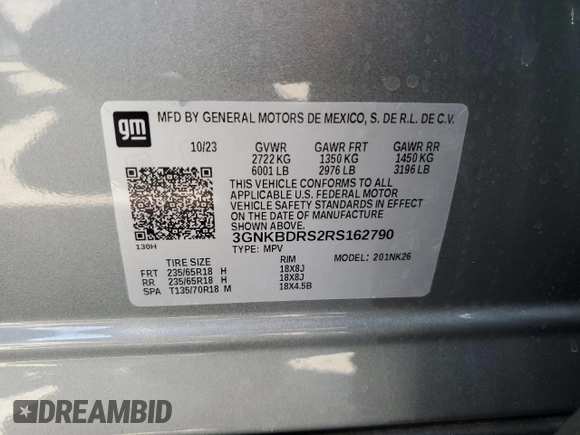 gm
MFD BY GENERAL MOTORS DE MEXICO, S. DE R.L. DE C.V.
10/23 GVWR GAWR FRT GAWR RR
2722 KG 1350 KG 1450 KG
6001 LB 2976 LB 3196 LB
THIS VEHICLE CONFORMS TO ALL
APPLICABLE U.S. FEDERAL MOTOR
VEHICLE SAFETY STANDARDS IN EFFECT
ON THE DATE OF MANUFACTURE
SHOWN ABOVE.
3GNKBDRS2RS162790
130H
TYPE: MPV MODEL: 201NK26
TIRE SIZE RIM
FRT 235/65R18 H 18X8J
RR 235/65R18 H 18X8J
SPA T135/70R18 M 18X4.5B
DREAMBID